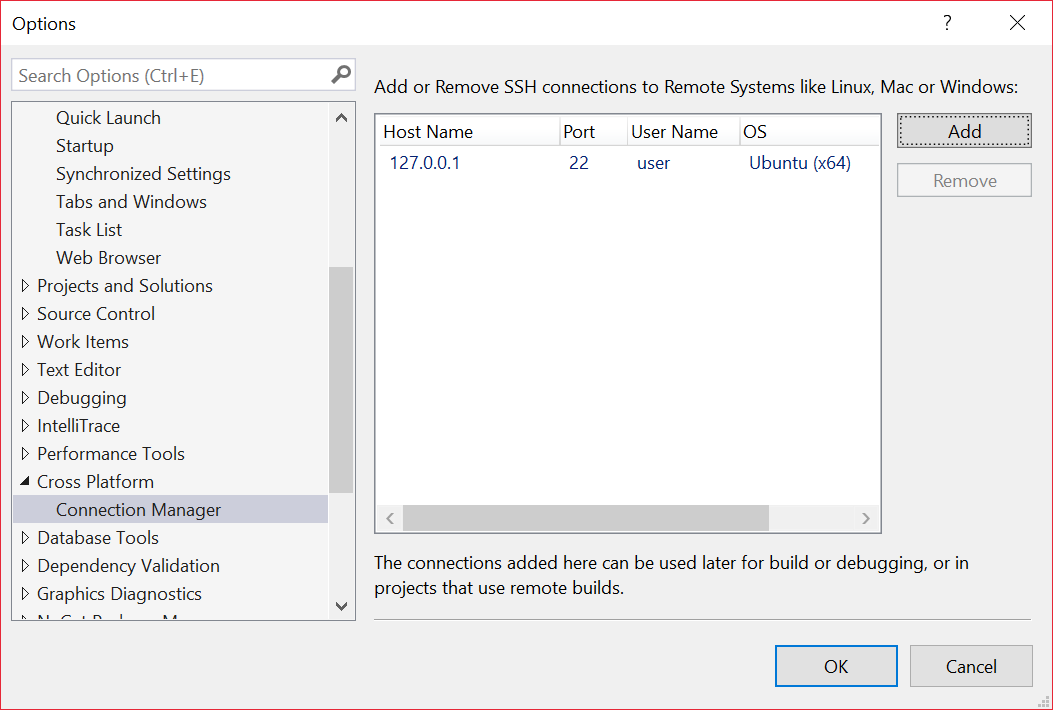 Options
?
Search Options (Ctrl+E)
Quick Launch
Startup
Synchronized Settings
Tabs and Windows
Task List
Web Browser
Projects and Solutions
Source Control
Work Items
Text Editor
Debugging
IntelliTrace
Performance Tools
Cross Platform
Connection Manager
Database Tools
Dependency Validation
Graphics Diagnostics
Add or Remove SSH connections to Remote Systems like Linux, Mac or Windows:
Host Name Port User Name OS
127.0.0.1 22 user Ubuntu (x64)
Add
Remove
The connections added here can be used later for build or debugging, or in
projects that use remote builds.
OK
Cancel